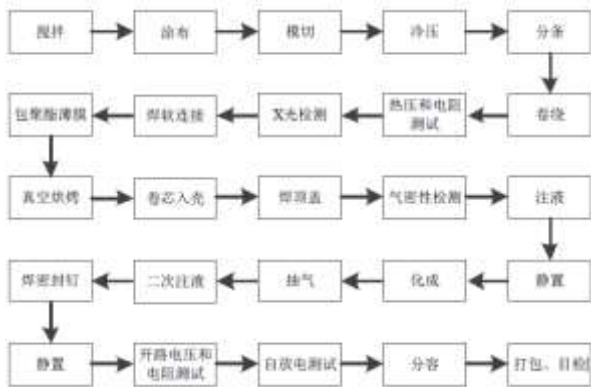 搅拌
涂布
模切
冷压
分条
包聚酯薄膜
焊软连接
X光检测
热压和电阻
测试
卷绕
真空烘烤
卷芯入壳
焊顶盖
气密性检测
注液
焊密封钉
二次注液
抽气
化成
静置
静置
开路电压和
电阻测试
自放电测试
分容
打包、目检